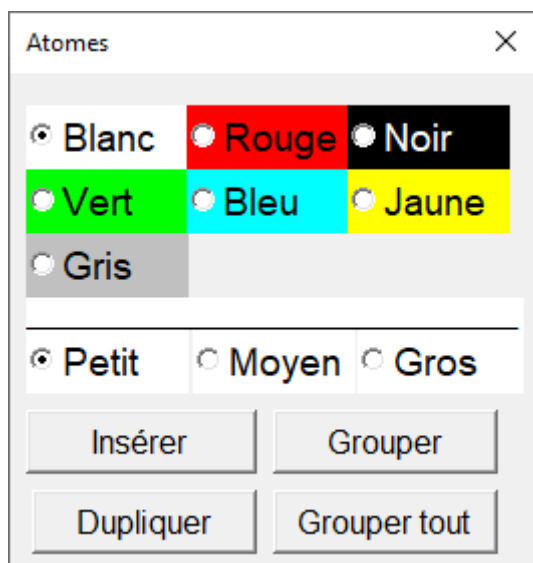 Atomes
Blanc Rouge Noir
Vert Bleu Jaune
Gris
Petit Moyen Gros
Insérer Grouper
Dupliquer Grouper tout